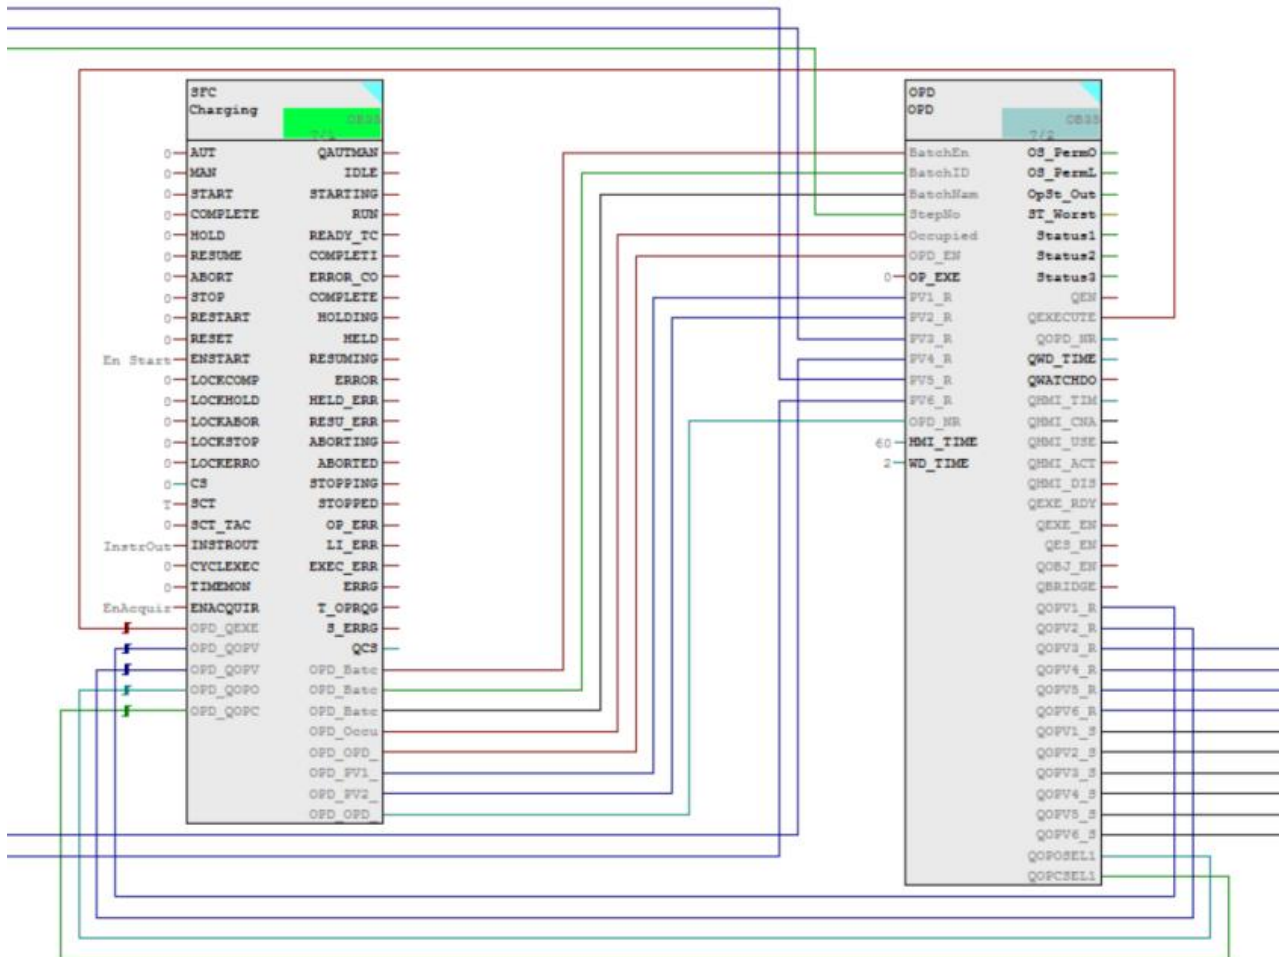 SFC
Charging
OB35
7/1
0 AUT QAUTMAN
0 MAN IDLE
0 START STARTING
0 COMPLETE RUN
0 HOLD READY_TC
0 RESUME COMPLETI
0 ABORT ERROR_CO
0 STOP COMPLETE
0 RESTART HOLDING
0 RESET HELD
En Start ENSTART RESUMING
0 LOCKCOMP ERROR
0 LOCKHOLD HELD_ERR
0 LOCKABOR RESU_ERR
0 LOCKSTOP ABORTING
0 LOCKERRO ABORTED
0 CS STOPPING
T SCT STOPPED
0 SCT_TAC OP_ERR
InstrOut INSTROUT LI_ERR
0 CYCLEXEC EXEC_ERR
0 TIMEMON ERRG
EnAcquir ENACQUIR T_OPRQG
OPD_QEXE S_ERRG
OPD_QOPV QCS
OPD_QOPV OPD_Batc
OPD_QOPO OPD_Batc
OPD_QOPC OPD_Batc
OPD_Occu
OPD_OPD_
OPD_PV1_
OPD_PV2_
OPD_OPD_
OPD
OPD
OB35
7/2
BatchEn OS_PermO
BatchID OS_PermL
BatchNam OpSt_Out
StepNo ST_Worst
Occupied Status1
OPD_EN Status2
0 OP_EXE Status3
PV1_R QEN
PV2_R QEXECUTE
PV3_R QOPD_NR
PV4_R QWD_TIME
PV5_R QWATCHDO
PV6_R QHMI_TIM
OPD_NR QHMI_CNA
60 HMI_TIME QHMI_USE
2 WD_TIME QHMI_ACT
QHMI_DIS
QEXE_RDY
QEXE_EN
QES_EN
QOBJ_EN
QBRIDGE
QOPV1_R
QOPV2_R
QOPV3_R
QOPV4_R
QOPV5_R
QOPV6_R
QOPV1_S
QOPV2_S
QOPV3_S
QOPV4_S
QOPV5_S
QOPV6_S
QOPOSEL1
QOPCSEL1